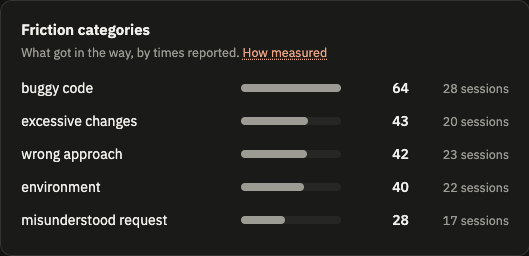 Friction categories
What got in the way, by times reported. How measured
buggy code 64 28 sessions
excessive changes 43 20 sessions
wrong approach 42 23 sessions
environment 40 22 sessions
misunderstood request 28 17 sessions